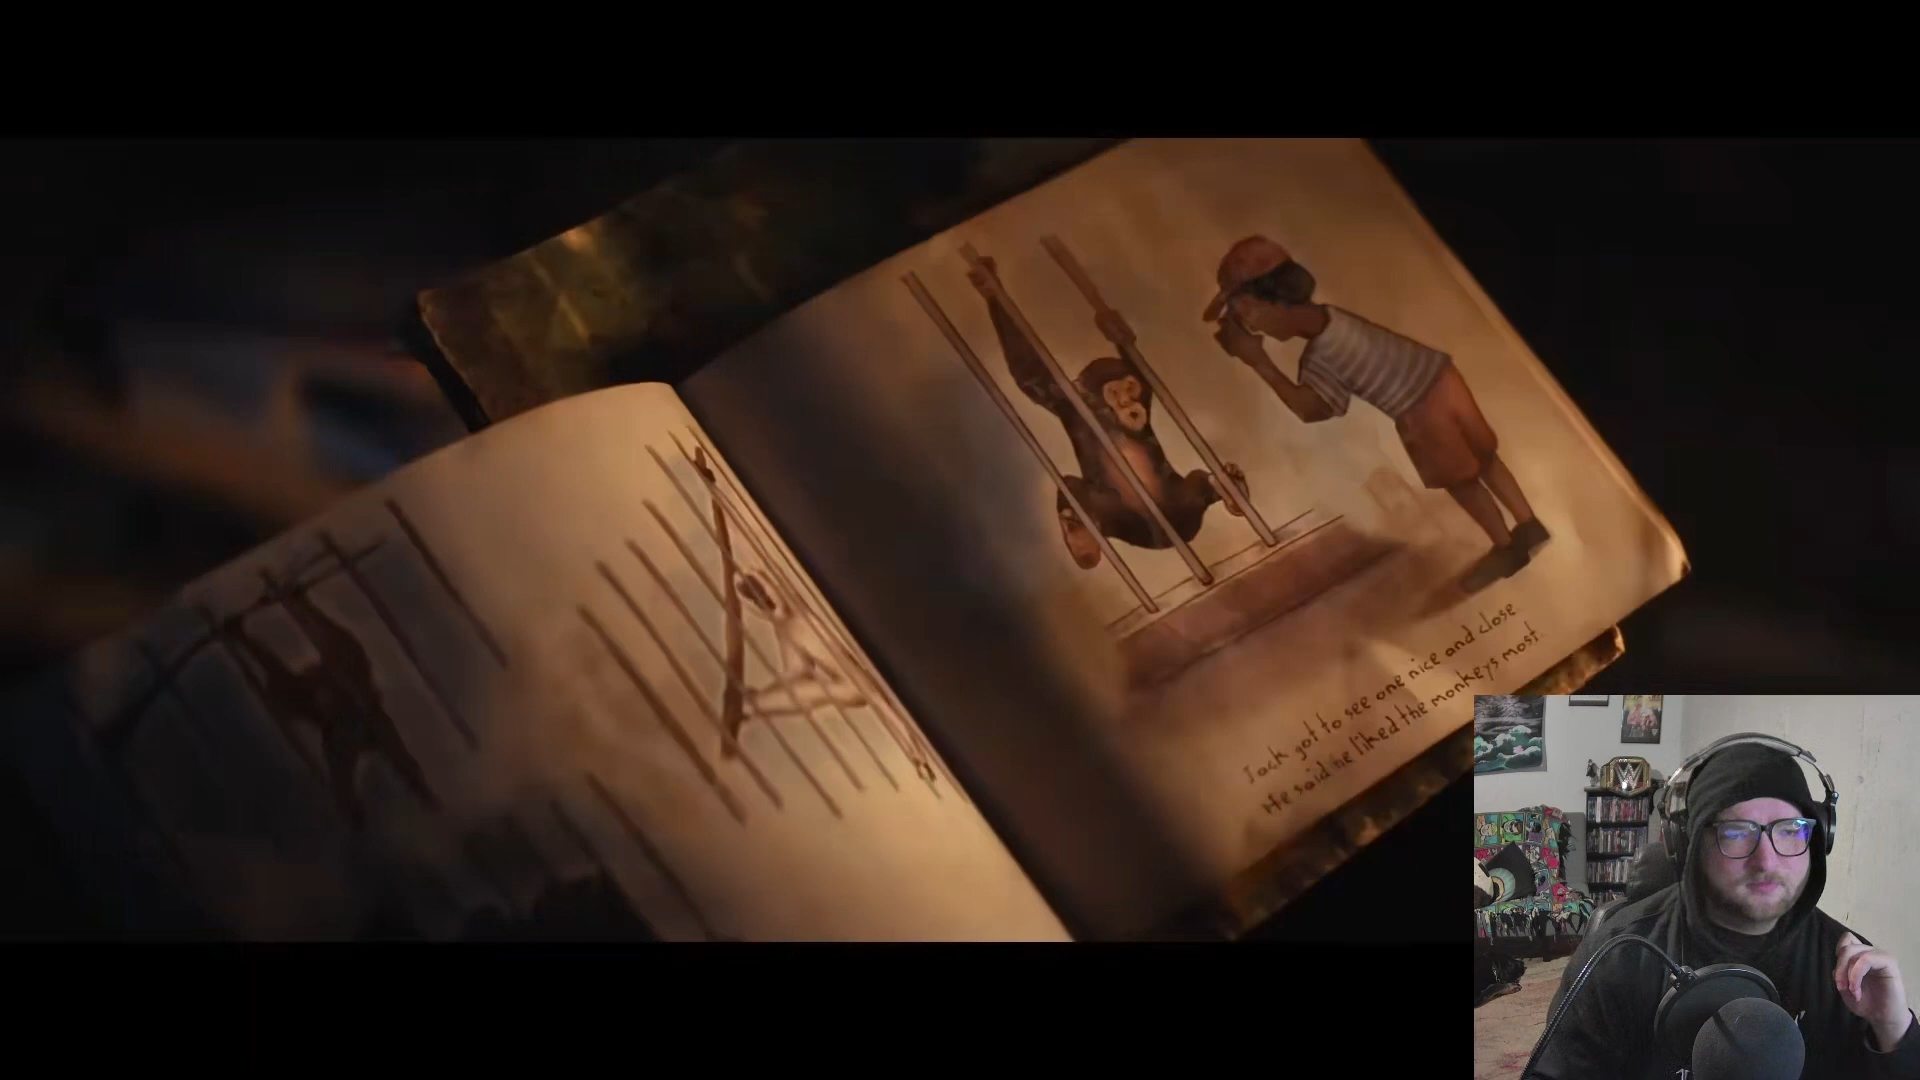 Jack got to see one nice and close.
He said he liked the monkeys most.
W